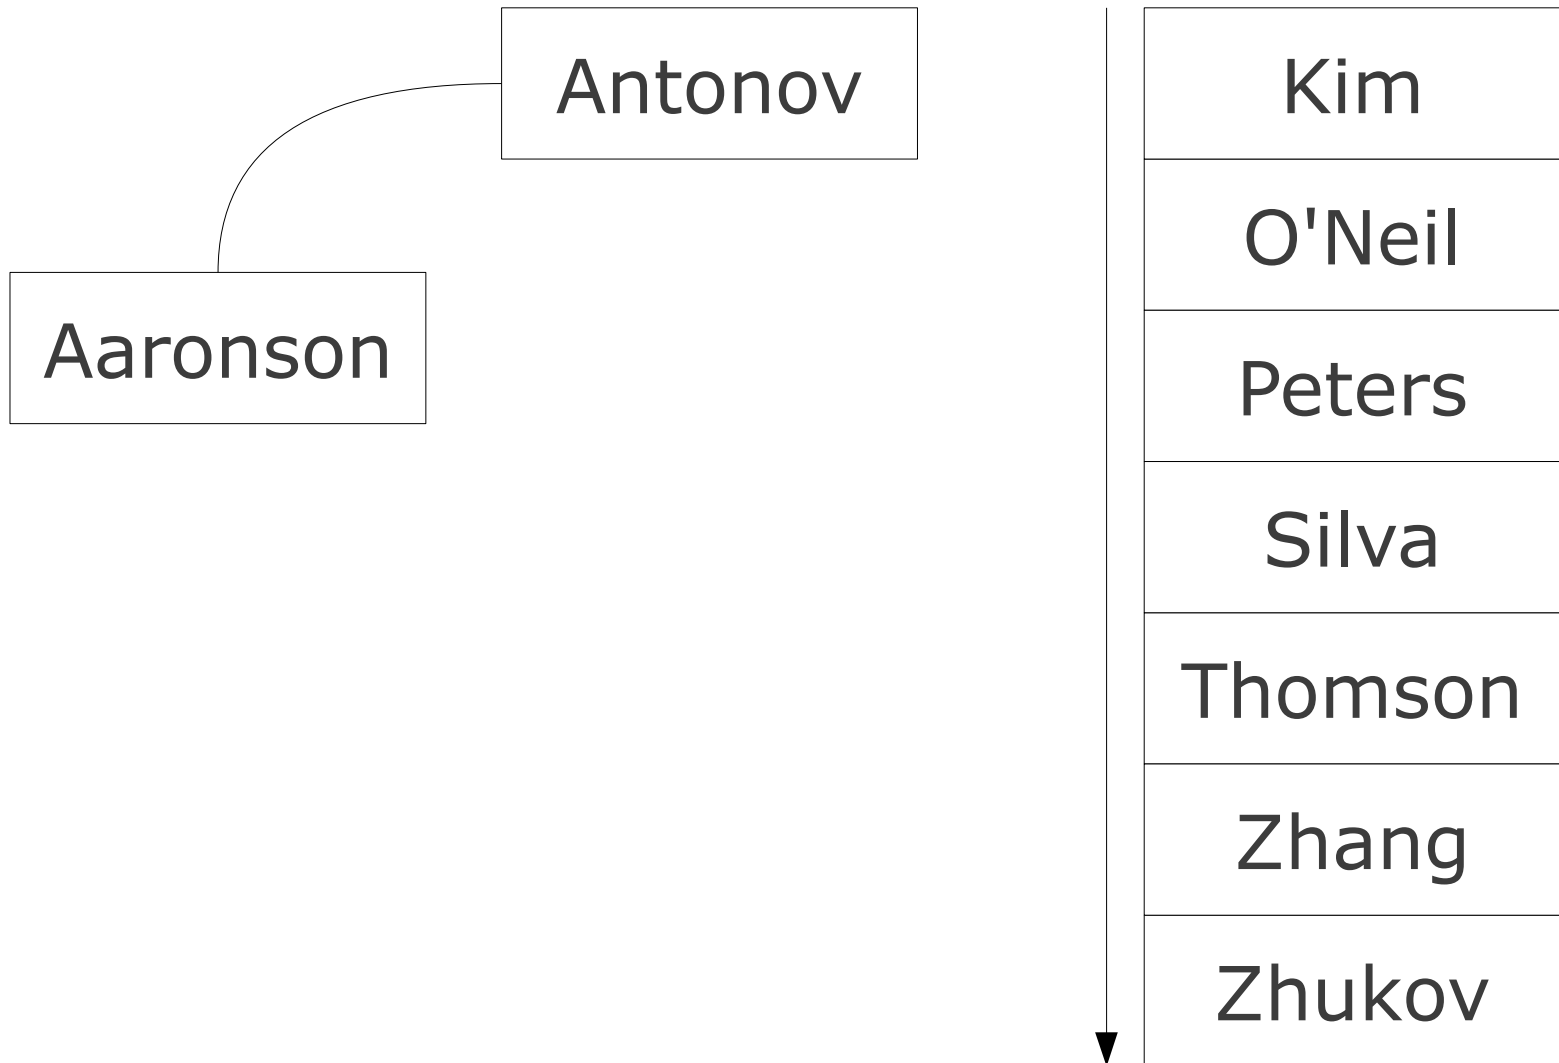 Antonov
Aaronson
Kim
O'Neil
Peters
Silva
Thomson
Zhang
Zhukov